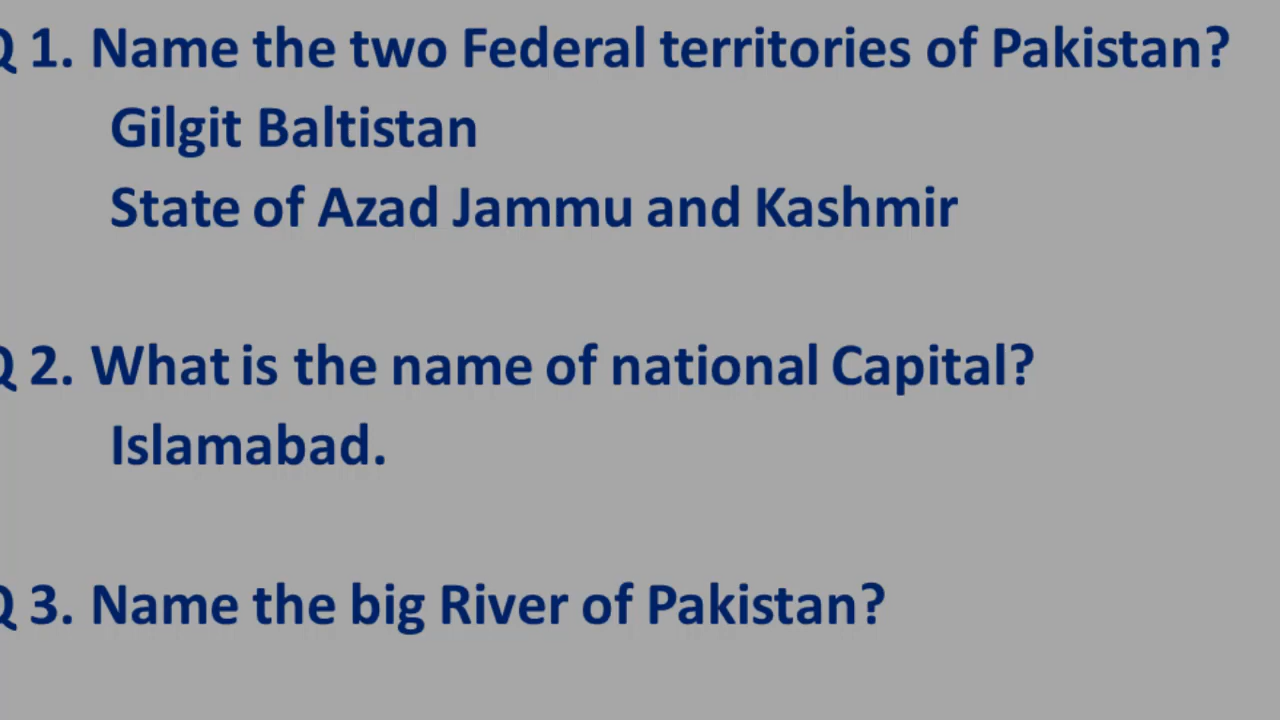 Q 1. Name the two Federal territories of Pakistan?
Gilgit Baltistan
State of Azad Jammu and Kashmir
Q 2. What is the name of national Capital?
Islamabad.
Q 3. Name the big River of Pakistan?